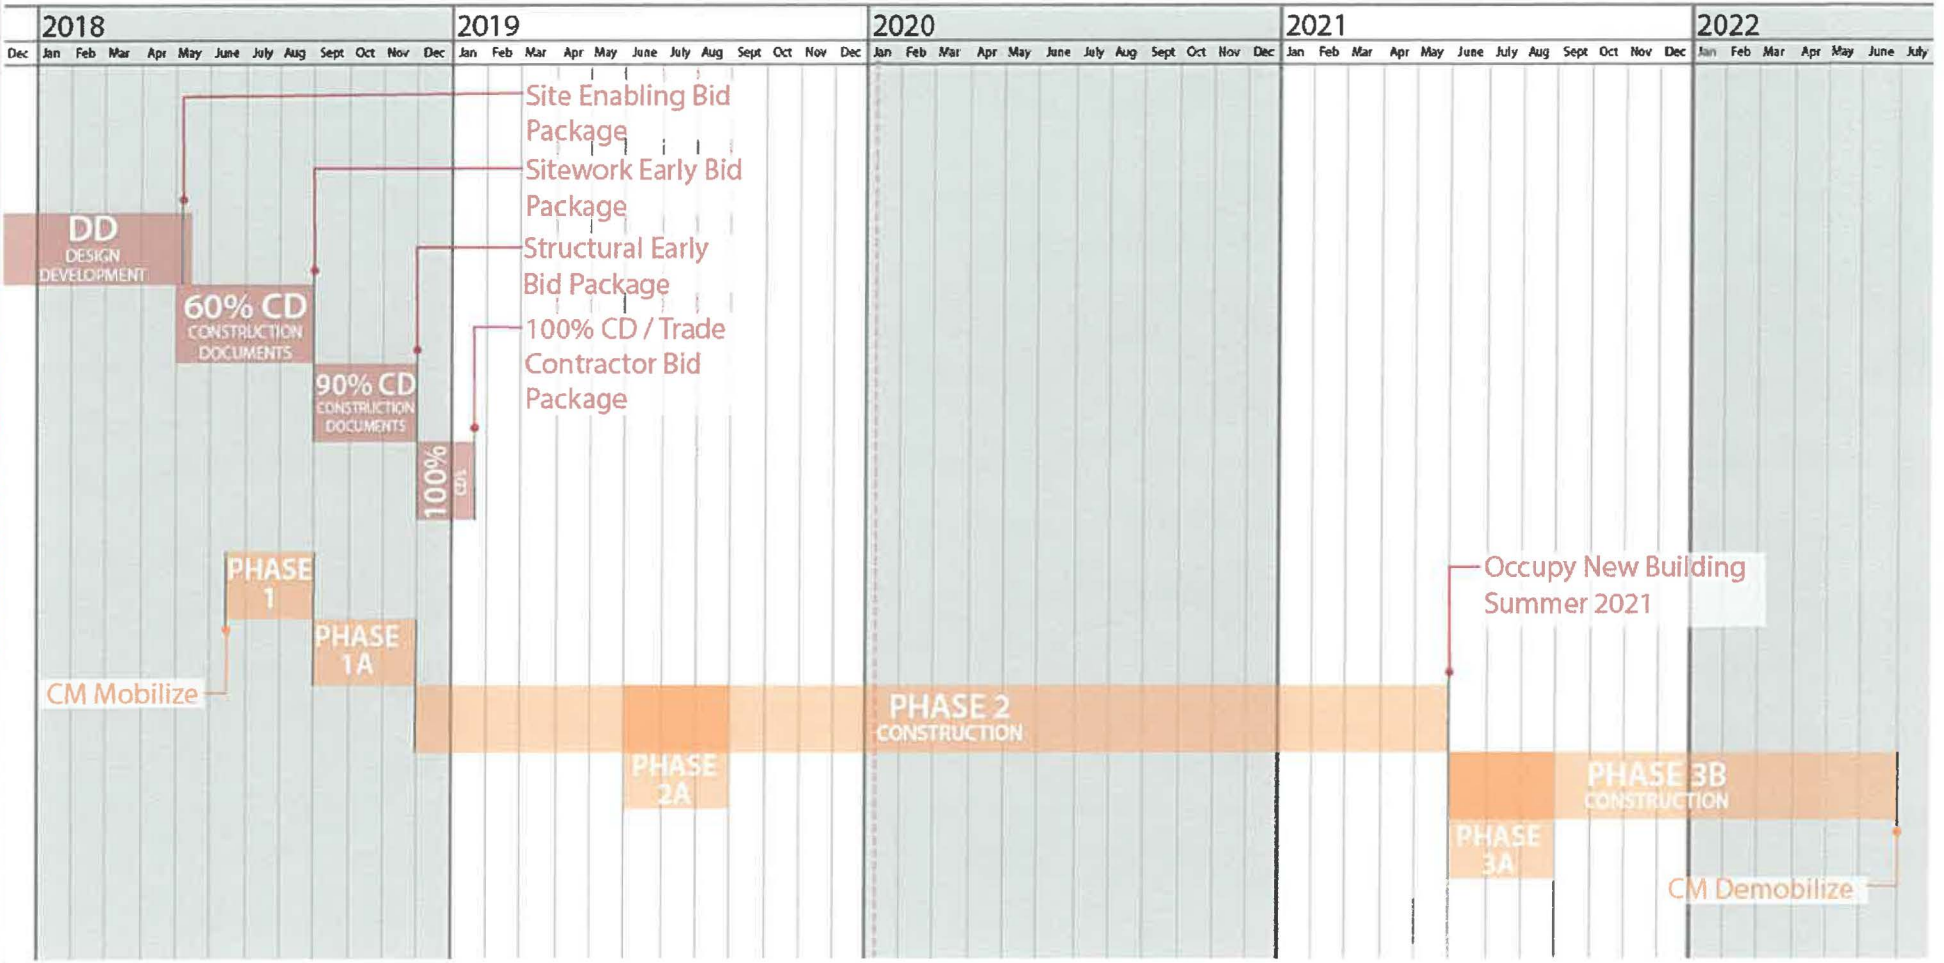 2018 2019 2020 2021 2022
Dec Jan Feb Mar Apr May June July Aug Sept Oct Nov Dec Jan Feb Mar Apr May June July Aug Sept Oct Nov Dec Jan Feb Mar Apr May June July Aug Sept Oct Nov Dec Jan Feb Mar Apr May June July Aug Sept Oct Nov Dec Jan Feb Mar Apr May June July
Site Enabling Bid
Package
Sitework Early Bid
Package
DD
DESIGN
DEVELOPMENT
Structural Early
Bid Package
60% CD
CONSTRUCTION
DOCUMENTS
100% CD / Trade
Contractor Bid
Package
90% CD
CONSTRUCTION
DOCUMENTS
100%
CD's
PHASE
1
Occupy New Building
Summer 2021
PHASE
1A
CM Mobilize
PHASE 2
CONSTRUCTION
PHASE
2A
PHASE 3B
CONSTRUCTION
PHASE
3A
CM Demobilize